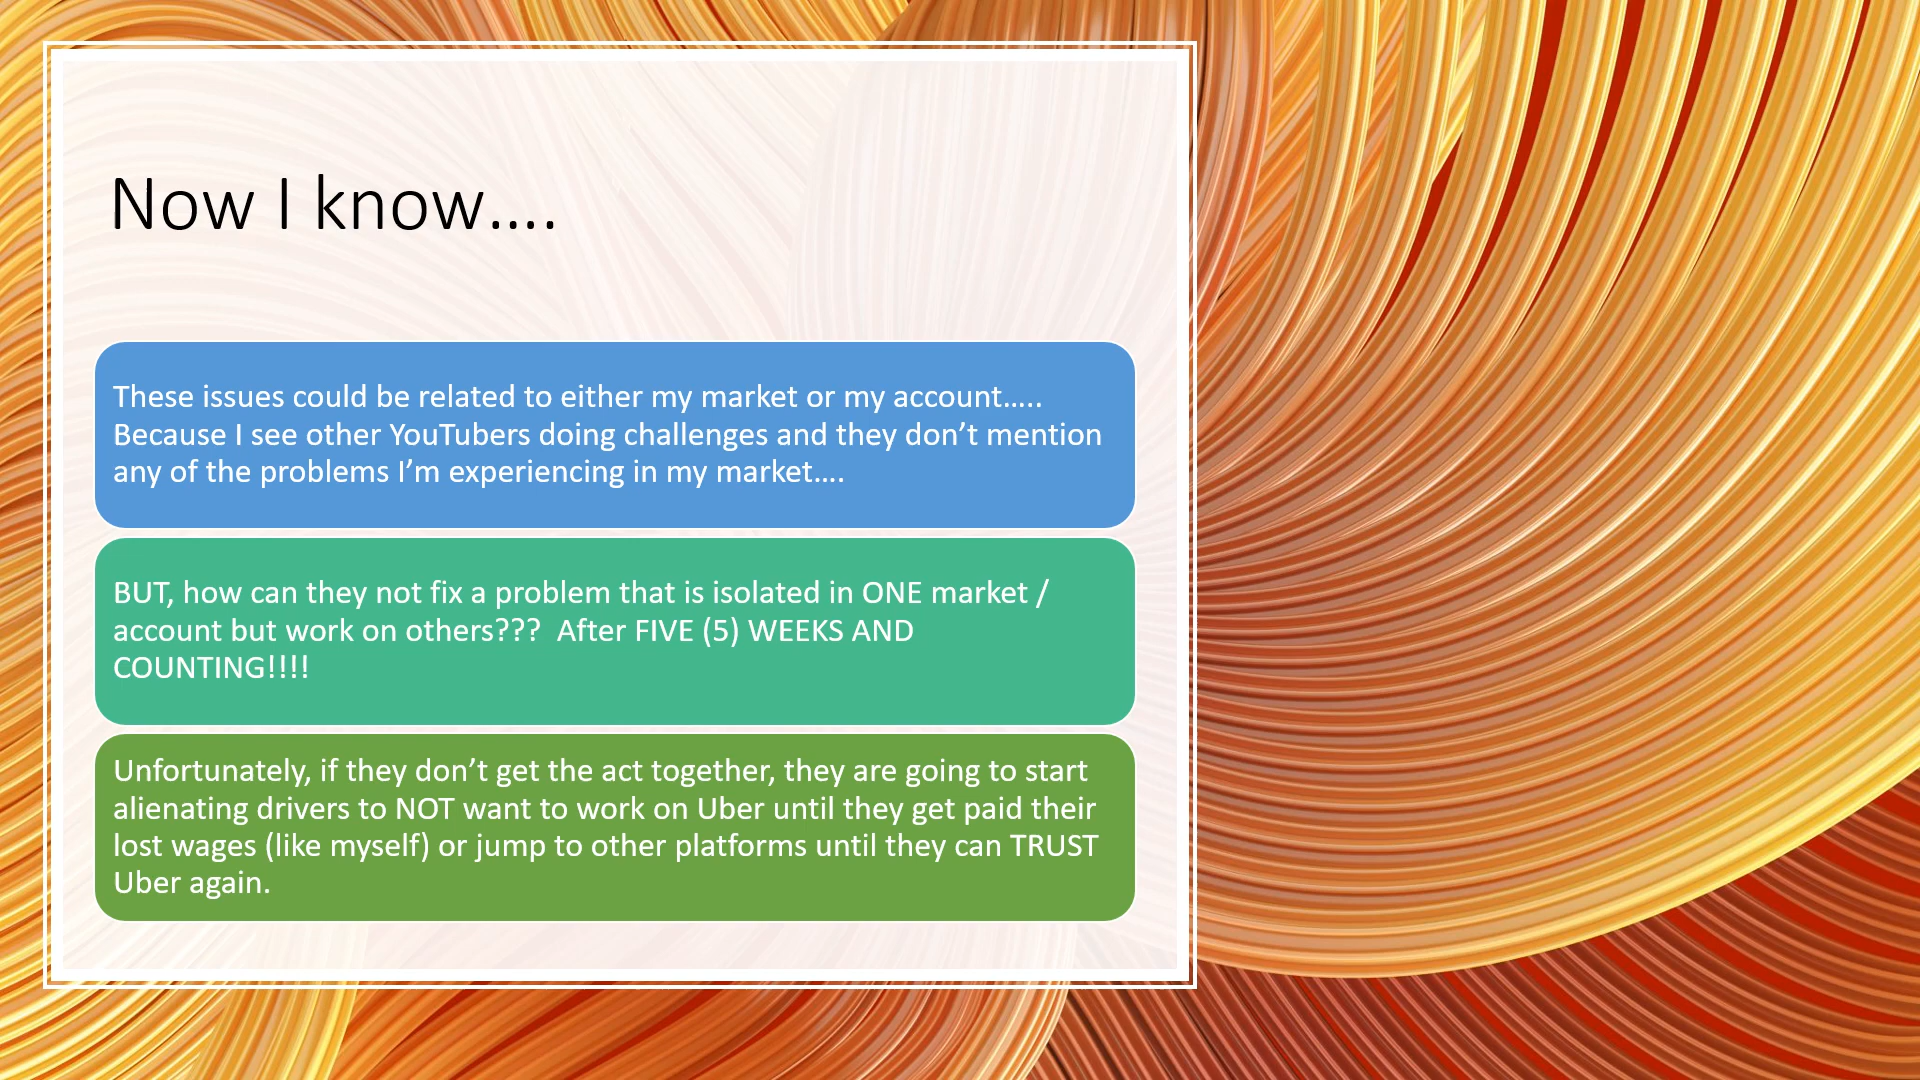 Now I know….
These issues could be related to either my market or my account…..
Because I see other YouTubers doing challenges and they don’t mention
any of the problems I’m experiencing in my market….
BUT, how can they not fix a problem that is isolated in ONE market /
account but work on others???  After FIVE (5) WEEKS AND
COUNTING!!!!
Unfortunately, if they don’t get the act together, they are going to start
alienating drivers to NOT want to work on Uber until they get paid their
lost wages (like myself) or jump to other platforms until they can TRUST
Uber again.